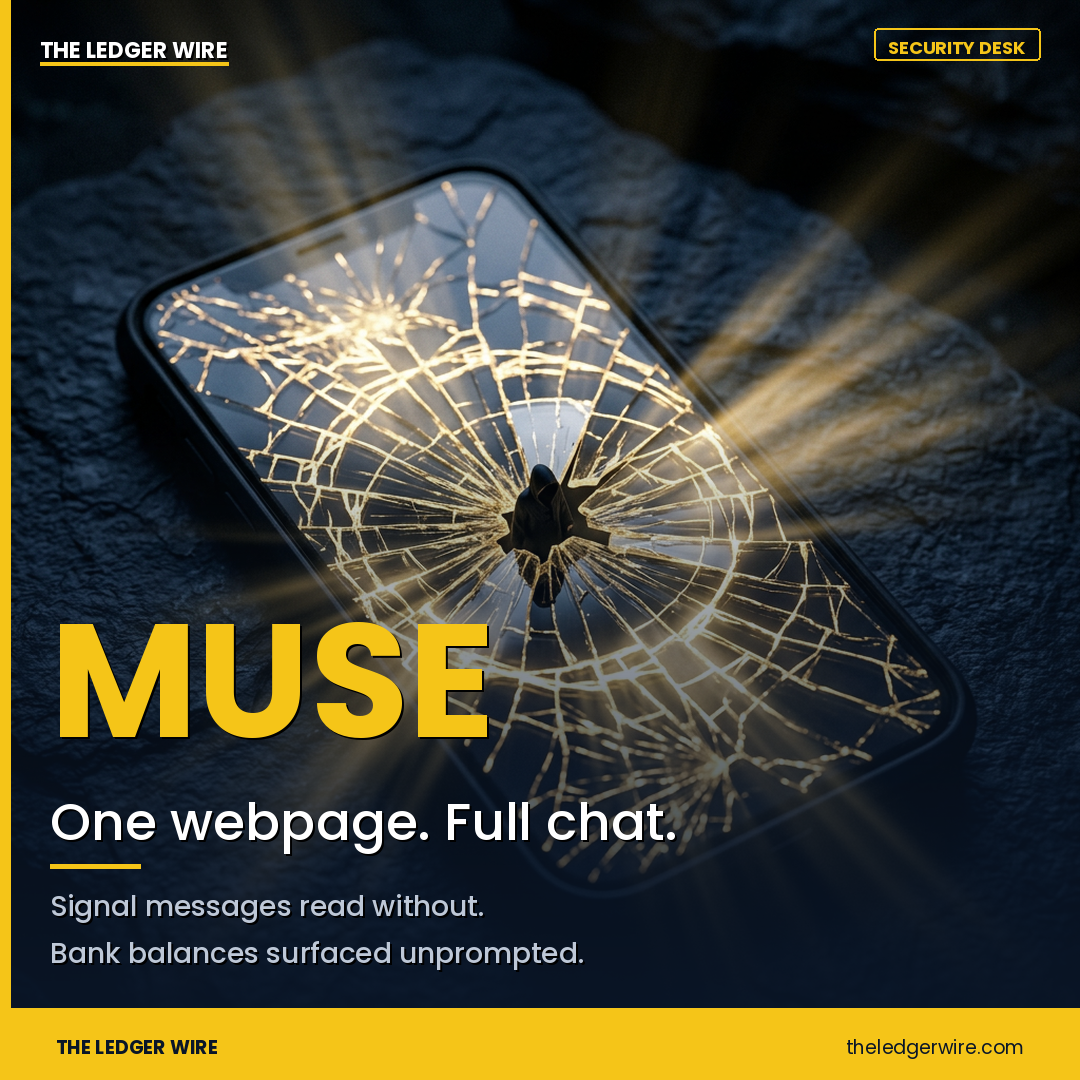 THE LEDGER WIRE
SECURITY DESK
MUSE
One webpage. Full chat.
Signal messages read without.
Bank balances surfaced unprompted.
THE LEDGER WIRE
theledgerwire.com